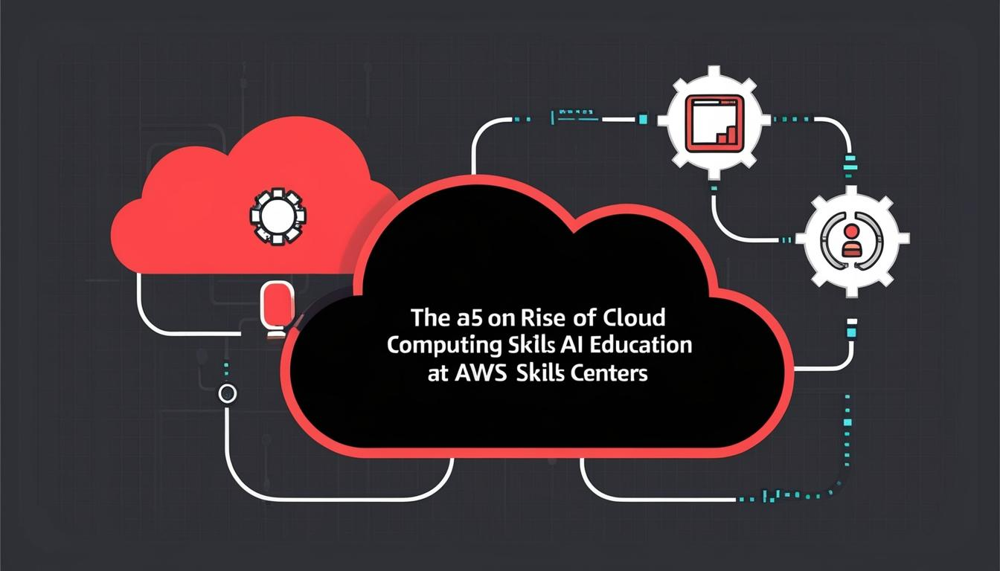 The a5 on Rise of Cloud
Computing Skils AI Education
at AWS Skils Centers